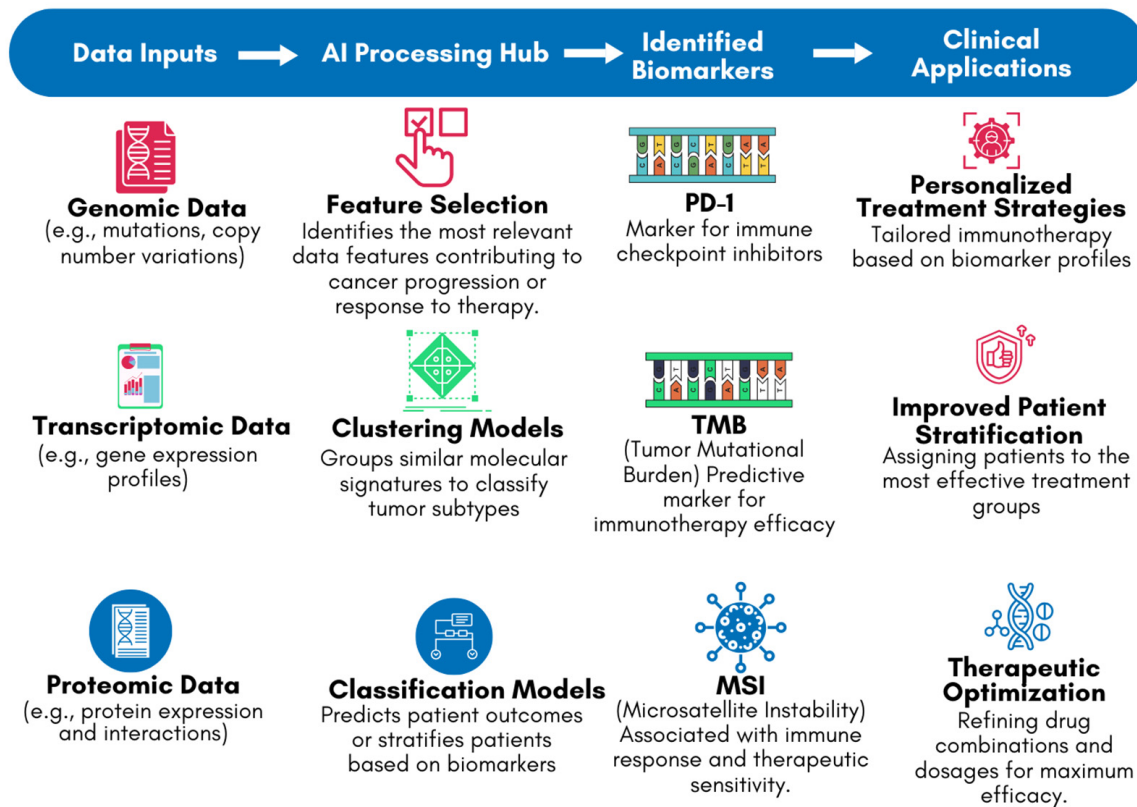 Data Inputs
AI Processing Hub
Identified
Biomarkers
Clinical
Applications
Genomic Data
(e.g., mutations, copy
number variations)
Feature Selection
Identifies the most relevant
data features contributing to
cancer progression or
response to therapy.
PD-1
Marker for immune
checkpoint inhibitors
Personalized
Treatment Strategies
Tailored immunotherapy
based on biomarker profiles
Transcriptomic Data
(e.g., gene expression
profiles)
Clustering Models
Groups similar molecular
signatures to classify
tumor subtypes
TMB
(Tumor Mutational
Burden) Predictive
marker for
immunotherapy efficacy
Improved Patient
Stratification
Assigning patients to the
most effective treatment
groups
Proteomic Data
(e.g., protein expression
and interactions)
Classification Models
Predicts patient outcomes
or stratifies patients
based on biomarkers
MSI
(Microsatellite Instability)
Associated with immune
response and therapeutic
sensitivity.
Therapeutic
Optimization
Refining drug
combinations and
dosages for maximum
efficacy.